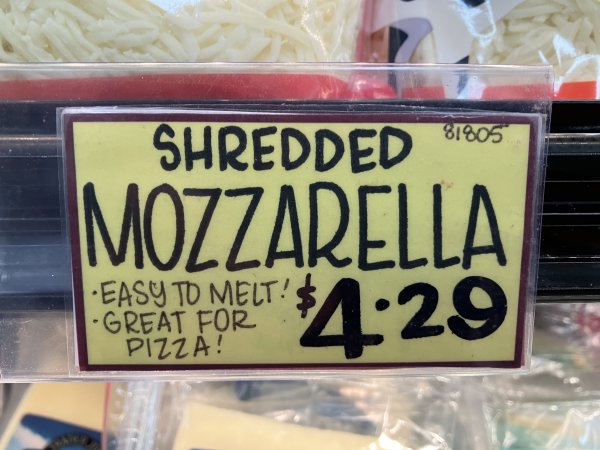 SHREDDED 81805
MOZZARELLA
·EASY TO MELT!
·GREAT FOR
PIZZA!
$4.29